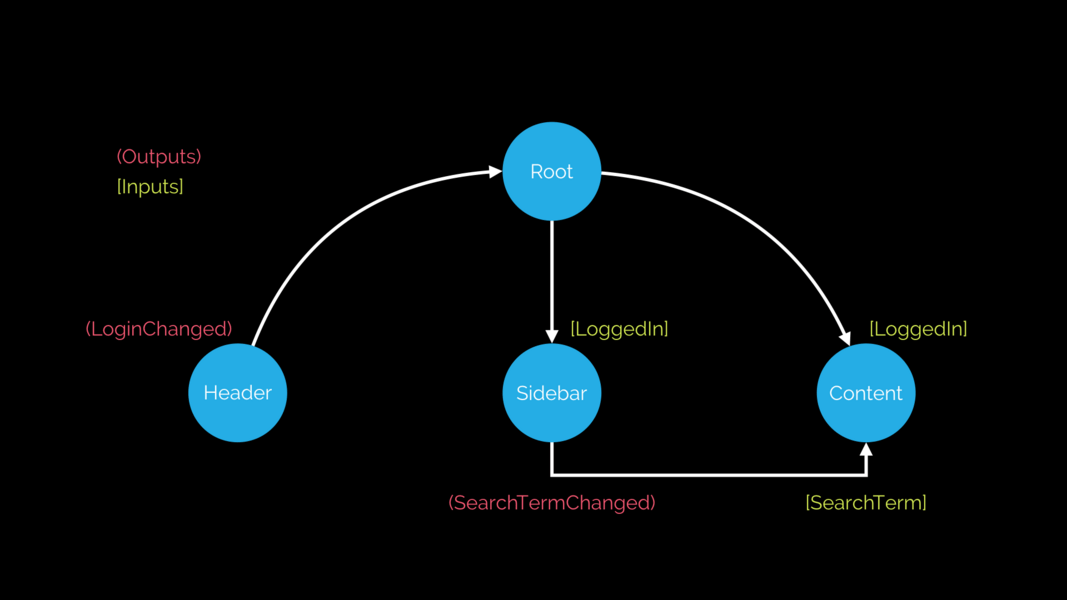 (Outputs)
[Inputs]
Root
(LoginChanged)
[LoggedIn]
[LoggedIn]
Header
Sidebar
Content
(SearchTermChanged)
[SearchTerm]